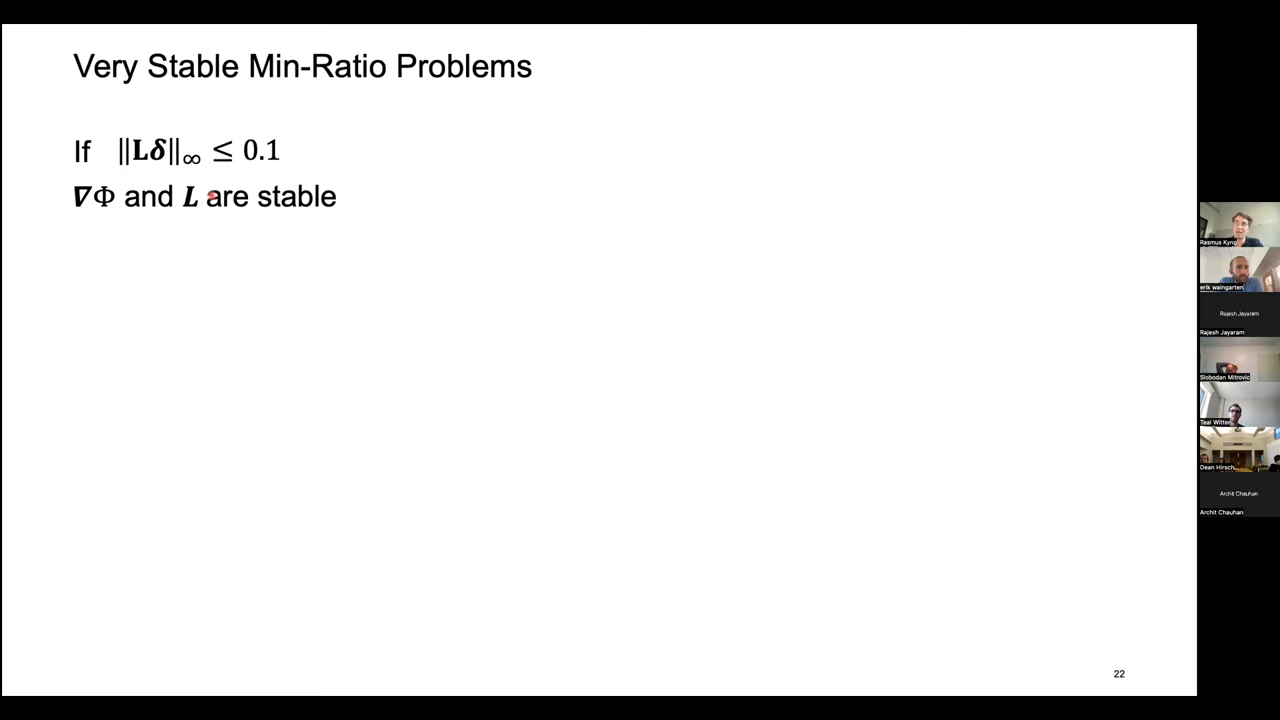 Very Stable Min-Ratio Problems
If ‖𝐋𝜹‖∞ ≤ 0.1
𝛁Φ and 𝑳 are stable
22
Rasmus Kyng
erik waingarten
Rajesh Jayaram
Rajesh Jayaram
Slobodan Mitrovic
Teal Witter
Dean Hirsch
Archit Chauhan
Archit Chauhan